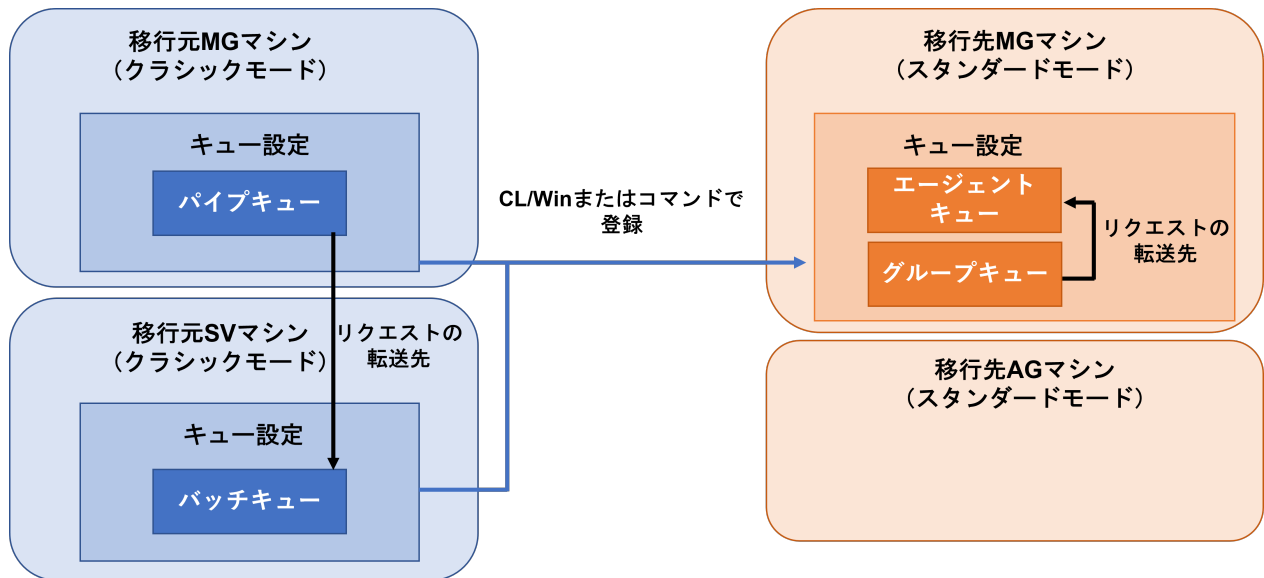 移行元MGマシン
（クラシックモード）
キュー設定
パイプキュー
移行元SVマシン
（クラシックモード）
リクエストの
転送先
キュー設定
バッチキュー
CL/Winまたはコマンドで
登録
移行先MGマシン
（スタンダードモード）
キュー設定
エージェント
キュー
グループキュー
リクエストの
転送先
移行先AGマシン
（スタンダードモード）